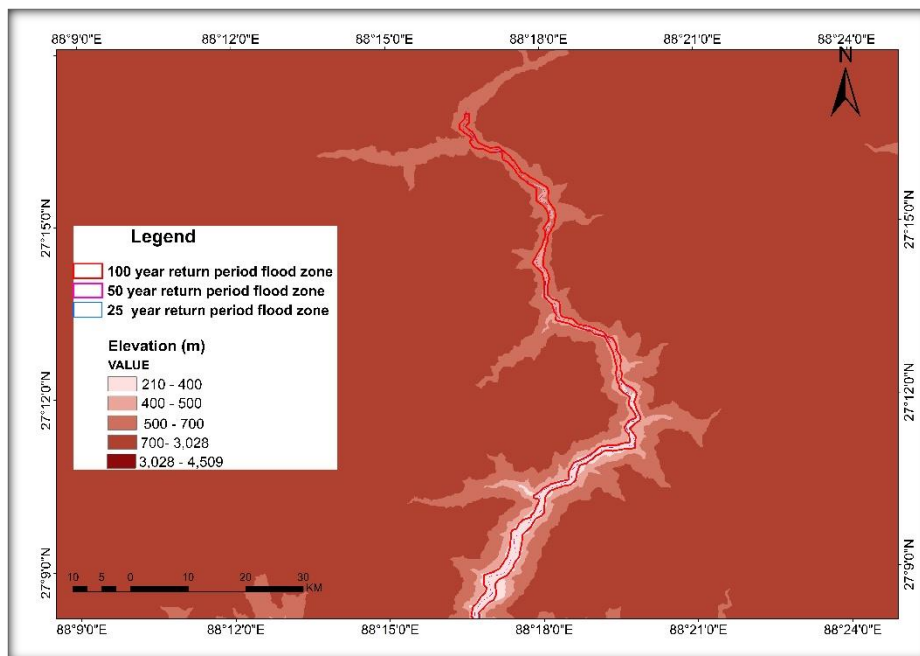 88°9'0"E 88°12'0"E 88°15'0"E 88°18'0"E 88°21'0"E 88°24'0"E
N
27°15'0"N 27°15'0"N
Legend
100 year return period flood zone
50 year return period flood zone
25 year return period flood zone
Elevation (m)
VALUE
210 - 400
400 - 500
500 - 700
700- 3,028
3,028 - 4,509
27°12'0"N 27°12'0"N
27°9'0"N 27°9'0"N
10 5 0 10 20 30
KM
88°9'0"E 88°12'0"E 88°15'0"E 88°18'0"E 88°21'0"E 88°24'0"E